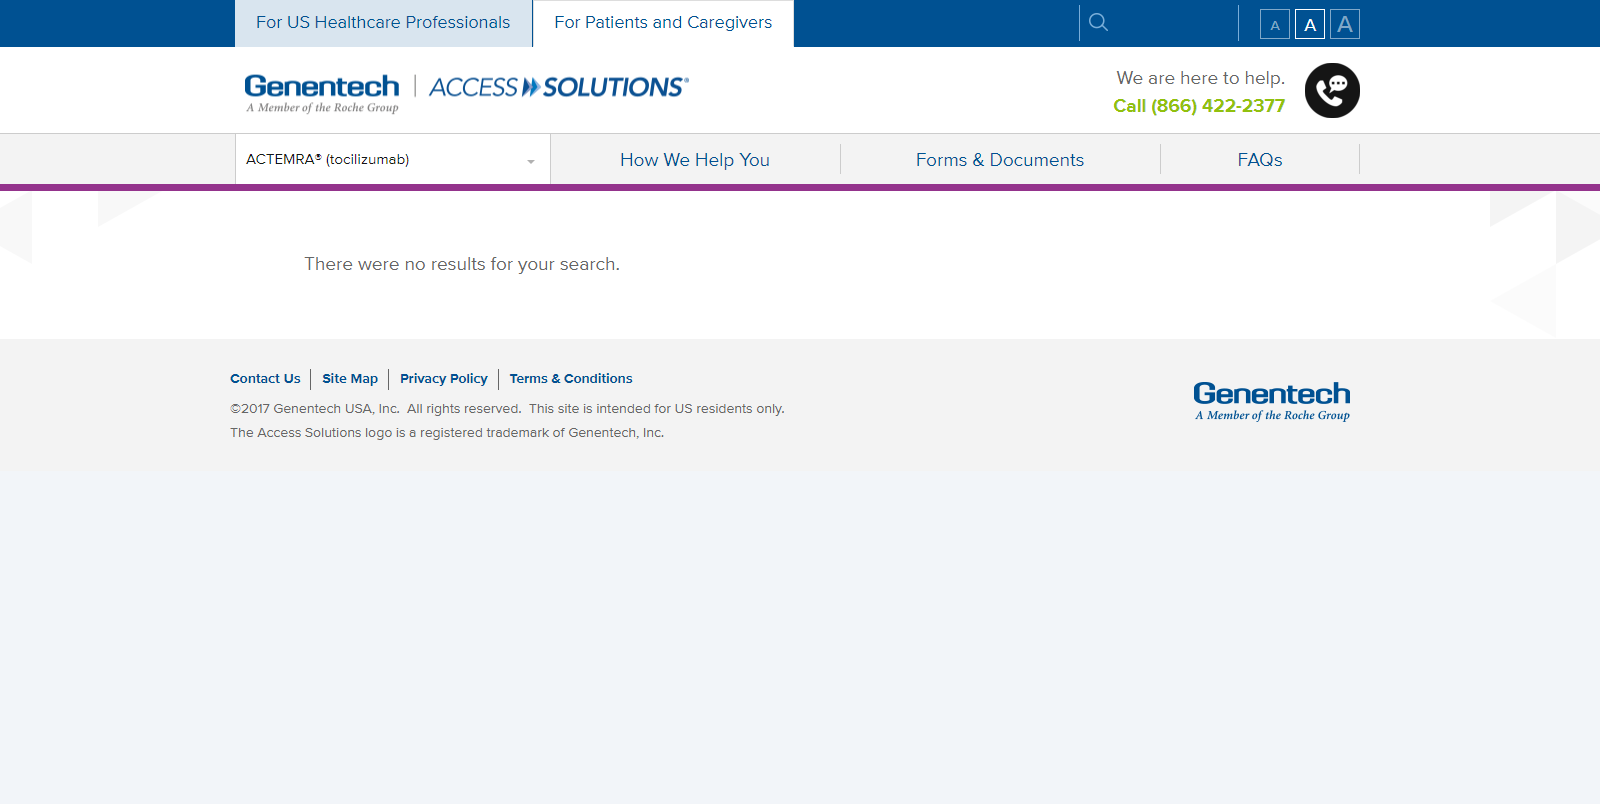 For US Healthcare Professionals
For Patients and Caregivers
A A A
Genentech
A Member of the Roche Group
ACCESS SOLUTIONS®
We are here to help.
Call (866) 422-2377
ACTEMRA® (tocilizumab)
How We Help You
Forms & Documents
FAQs
There were no results for your search.
Contact Us
Site Map
Privacy Policy
Terms & Conditions
©2017 Genentech USA, Inc. All rights reserved. This site is intended for US residents only.
The Access Solutions logo is a registered trademark of Genentech, Inc.
Genentech
A Member of the Roche Group